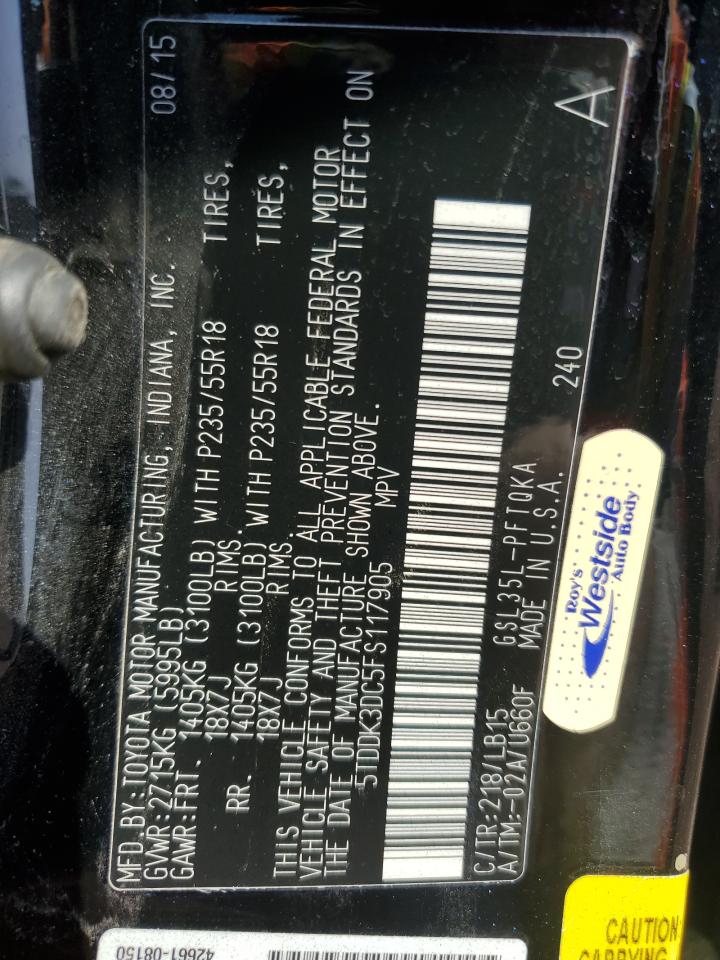 MFD.BY:TOYOTA MOTOR MANUFACTURING, INDIANA, INC. 08/15
GVWR:2715KG (5995LB)
GAWR:FRT. 1405KG (3100LB) WITH P235/55R18 TIRES,
18X7J RIMS.
RR. 1405KG (3100LB) WITH P235/55R18 TIRES,
18X7J RIMS.
THIS VEHICLE CONFORMS TO ALL APPLICABLE FEDERAL MOTOR
VEHICLE SAFETY AND THEFT PREVENTION STANDARDS IN EFFECT ON
THE DATE OF MANUFACTURE SHOWN ABOVE.
5TDDK3DC5FS117905 MPV
C/TR:218/LB15 GSL35L-PFTQKA 240 A
A/TM:-02A/U660F MADE IN U.S.A.
Roy's
Westside
Auto Body
42661-08150
CAUTION
CARRYING